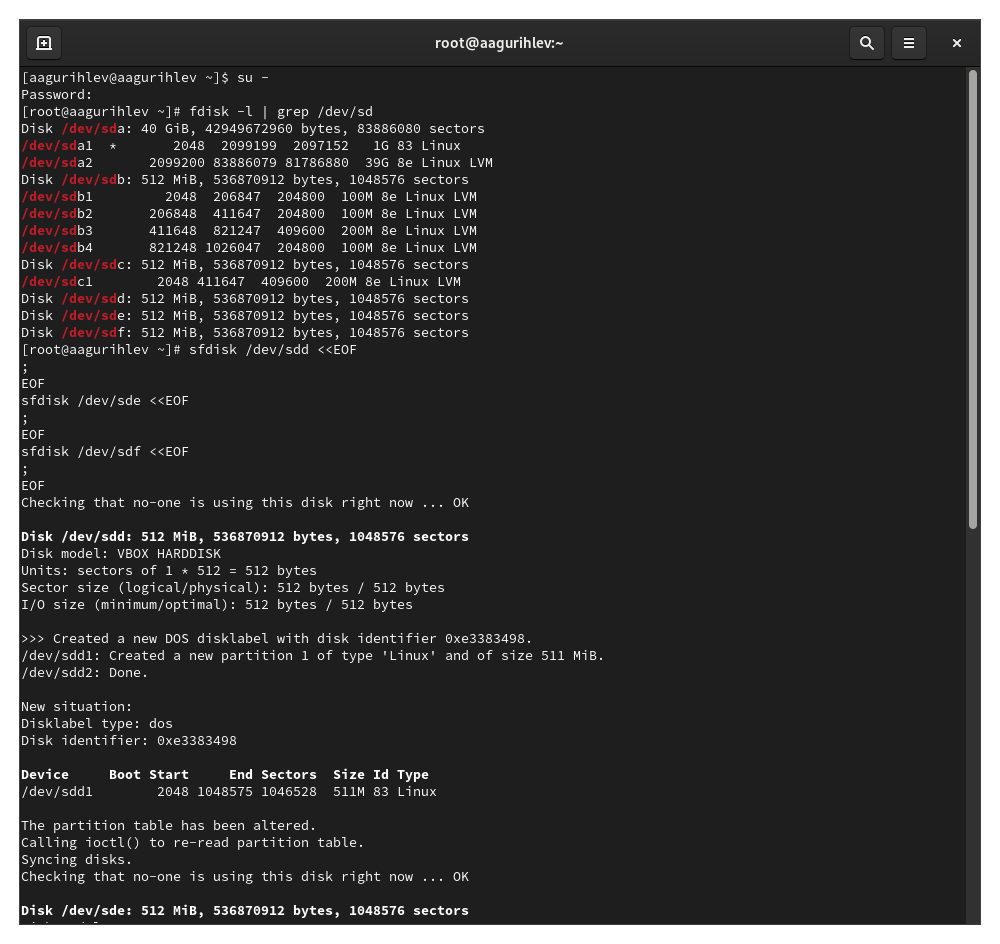 root@aagurihlev:~
[aagurihlev@aagurihlev ~]$ su -
Password:
[root@aagurihlev ~]# fdisk -l | grep /dev/sd
Disk /dev/sda: 40 GiB, 42949672960 bytes, 83886080 sectors
/dev/sda1  *       2048  2099199  2097152   1G 83 Linux
/dev/sda2       2099200 83886079 81786880  39G 8e Linux LVM
Disk /dev/sdb: 512 MiB, 536870912 bytes, 1048576 sectors
/dev/sdb1         2048  206847  204800  100M 8e Linux LVM
/dev/sdb2       206848  411647  204800  100M 8e Linux LVM
/dev/sdb3       411648  821247  409600  200M 8e Linux LVM
/dev/sdb4       821248 1026047  204800  100M 8e Linux LVM
Disk /dev/sdc: 512 MiB, 536870912 bytes, 1048576 sectors
/dev/sdc1        2048 411647  409600  200M 8e Linux LVM
Disk /dev/sdd: 512 MiB, 536870912 bytes, 1048576 sectors
Disk /dev/sde: 512 MiB, 536870912 bytes, 1048576 sectors
Disk /dev/sdf: 512 MiB, 536870912 bytes, 1048576 sectors
[root@aagurihlev ~]# sfdisk /dev/sdd <<EOF
;
EOF
sfdisk /dev/sde <<EOF
;
EOF
sfdisk /dev/sdf <<EOF
;
EOF
Checking that no-one is using this disk right now ... OK
Disk /dev/sdd: 512 MiB, 536870912 bytes, 1048576 sectors
Disk model: VBOX HARDDISK
Units: sectors of 1 * 512 = 512 bytes
Sector size (logical/physical): 512 bytes / 512 bytes
I/O size (minimum/optimal): 512 bytes / 512 bytes
>>> Created a new DOS disklabel with disk identifier 0xe3383498.
/dev/sdd1: Created a new partition 1 of type 'Linux' and of size 511 MiB.
/dev/sdd2: Done.
New situation:
Disklabel type: dos
Disk identifier: 0xe3383498
Device     Boot Start     End Sectors  Size Id Type
/dev/sdd1        2048 1048575 1046528  511M 83 Linux
The partition table has been altered.
Calling ioctl() to re-read partition table.
Syncing disks.
Checking that no-one is using this disk right now ... OK
Disk /dev/sde: 512 MiB, 536870912 bytes, 1048576 sectors